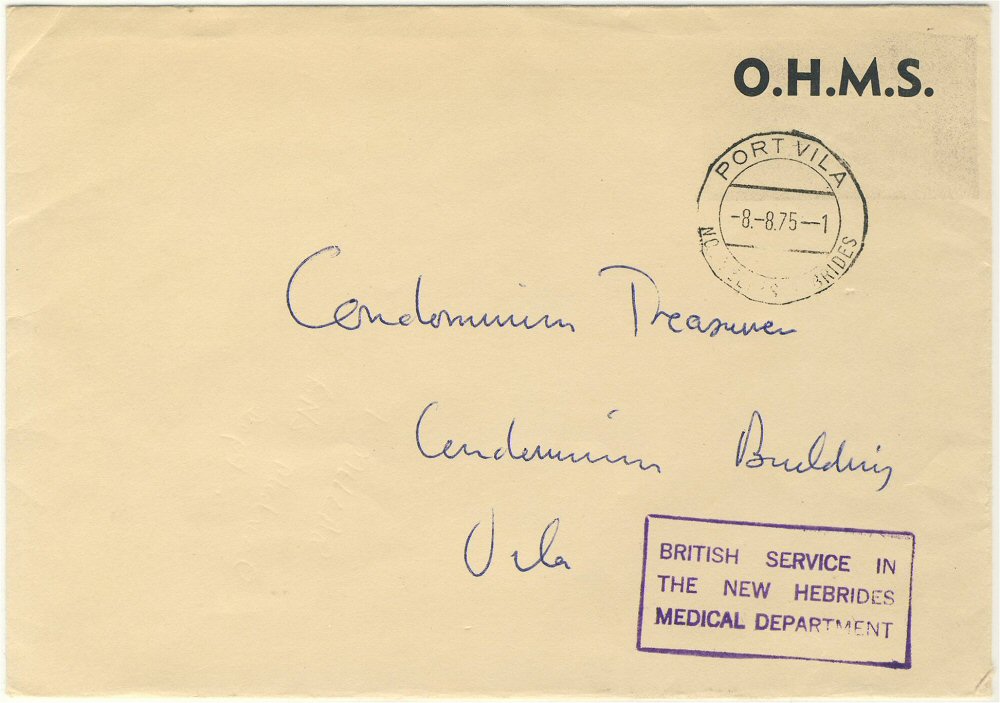 O.H.M.S.
PORT VILA
-8.-8.75--1
BRIDES
Condominium Treasurer
Condominium Building
Vila
BRITISH SERVICE IN
THE NEW HEBRIDES
MEDICAL DEPARTMENT